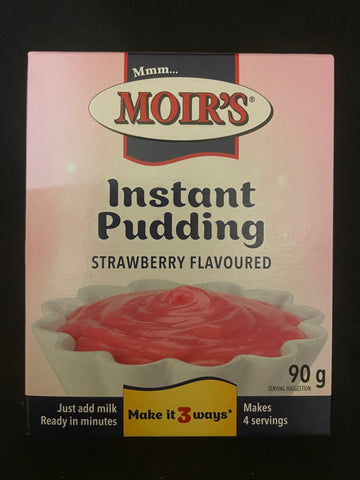 Mmm...
MOIR'S®
Instant
Pudding
STRAWBERRY FLAVOURED
90 g
SERVING SUGGESTION
Just add milk
Ready in minutes
Make it 3 ways*
Makes
4 servings